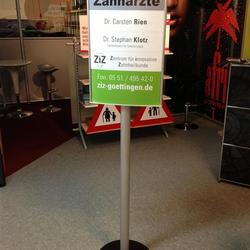 Zahnärzte
Dr. Carsten Rien
Dr. Stephan Klotz
ZiZ Zentrum für innovative
Zahnheilkunde
Fon: 05 51 / 495 42-0
ziz-goettingen.de